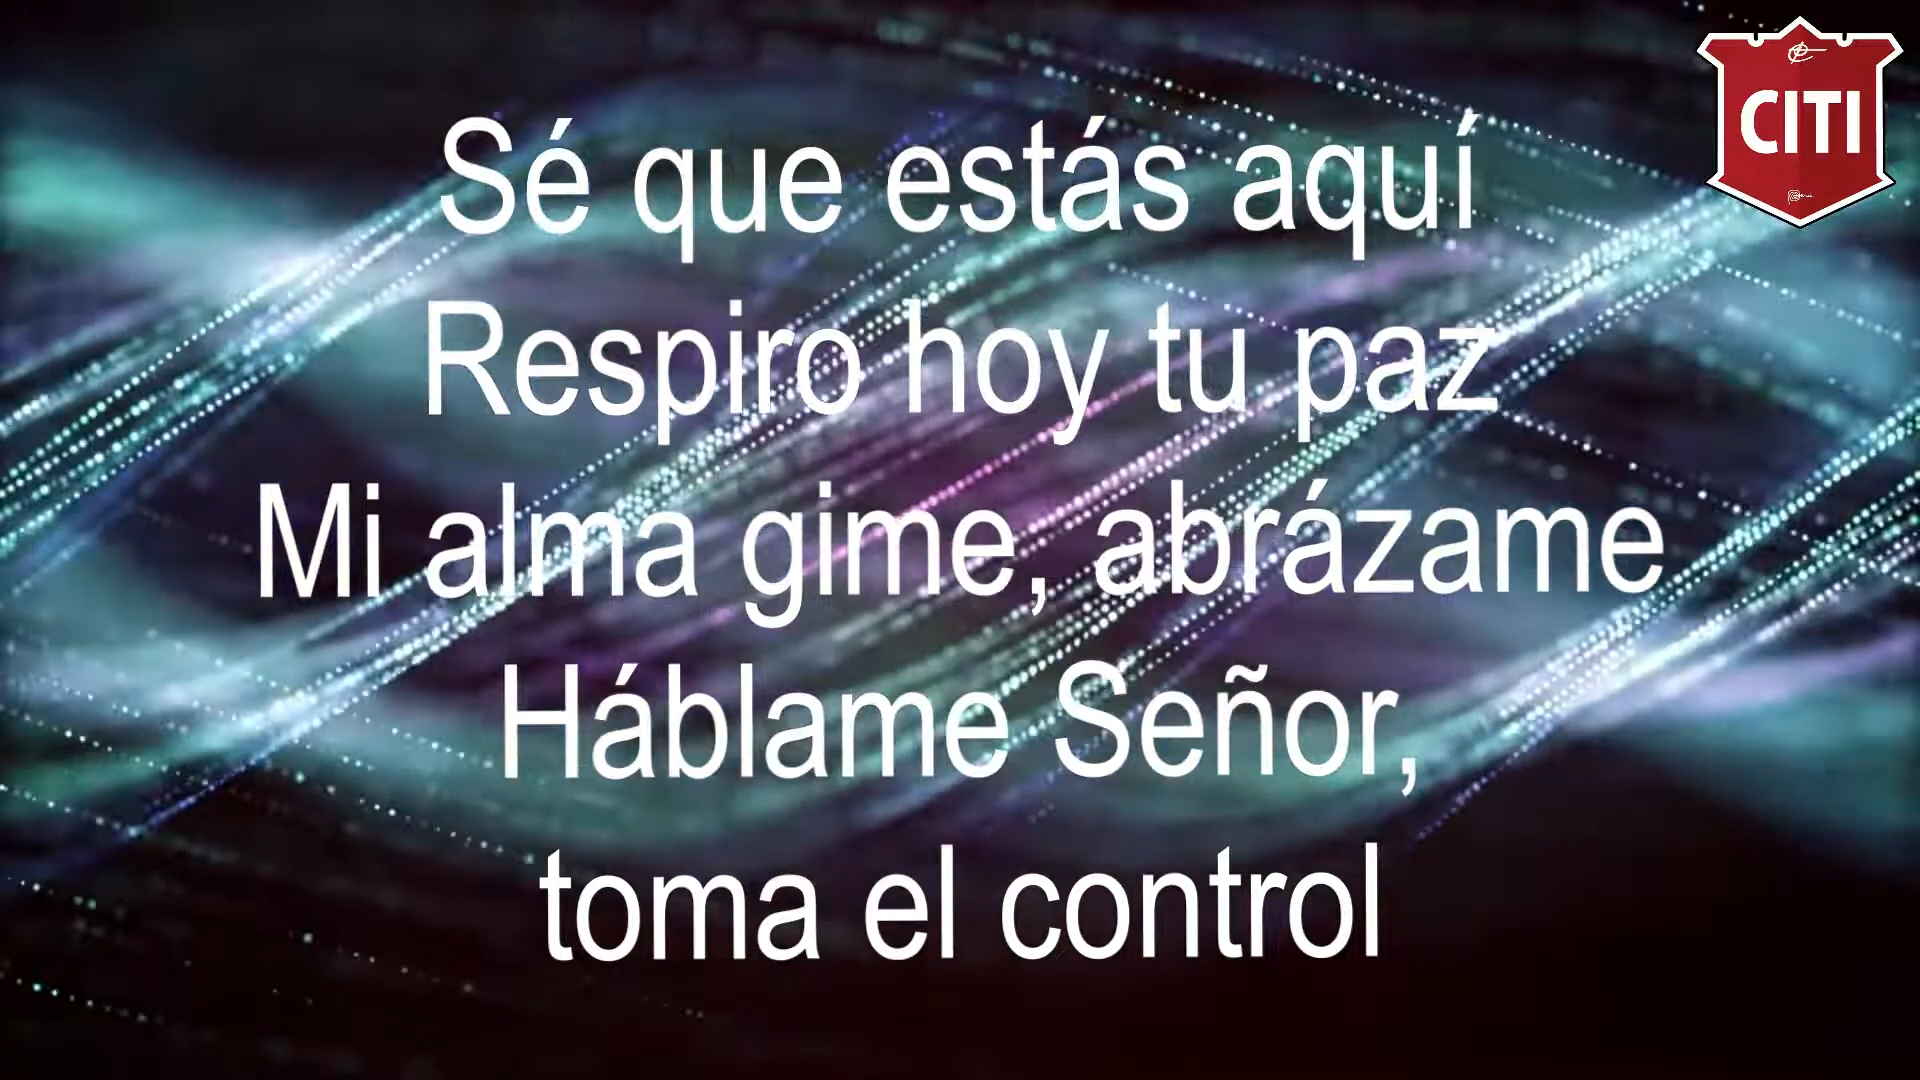 CITI
Sé que estás aquí
Respiro hoy tu paz
Mi alma gime, abrázame
Háblame Señor,
toma el control